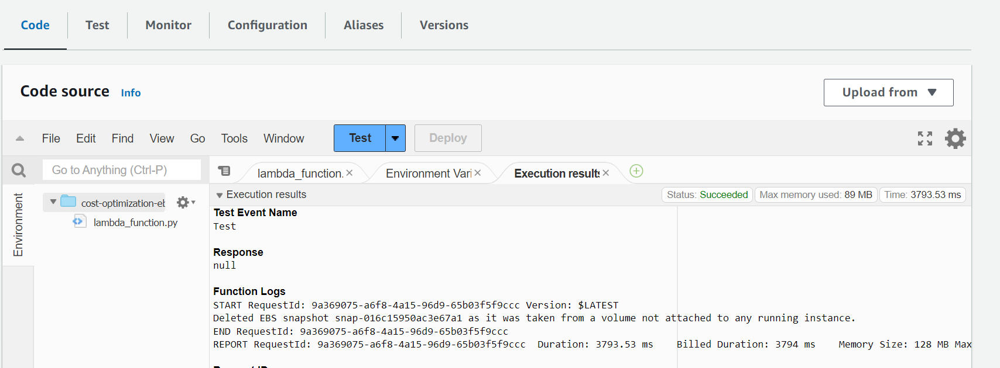 Code Test Monitor Configuration Aliases Versions
Code source Info Upload from
File Edit Find View Go Tools Window Test Deploy
Go to Anything (Ctrl-P) lambda_function. Environment Vari Execution results
Execution results Status: Succeeded Max memory used: 89 MB Time: 3793.53 ms
Environment
cost-optimization-eb
lambda_function.py
Test Event Name
Test
Response
null
Function Logs
START RequestId: 9a369075-a6f8-4a15-96d9-65b03f5f9ccc Version: $LATEST
Deleted EBS snapshot snap-016c15950ac3e67a1 as it was taken from a volume not attached to any running instance.
END RequestId: 9a369075-a6f8-4a15-96d9-65b03f5f9ccc
REPORT RequestId: 9a369075-a6f8-4a15-96d9-65b03f5f9ccc Duration: 3793.53 ms Billed Duration: 3794 ms Memory Size: 128 MB Max